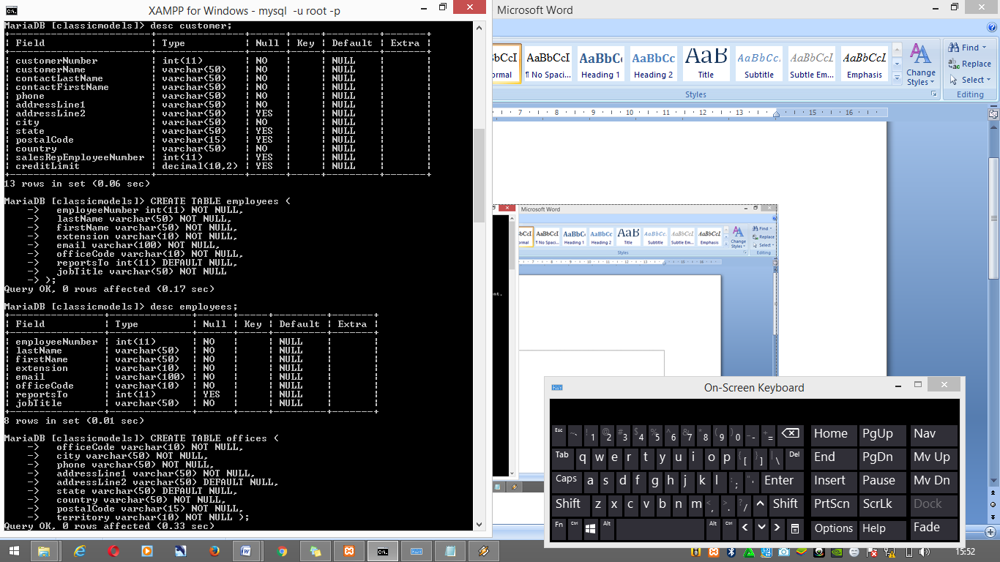 XAMPP for Windows - mysql  -u root -p
MariaDB [classicmodels]> desc customer;
| Field | Type | Null | Key | Default | Extra |
| customerNumber | int(11) | NO | | NULL | |
| customerName | varchar(50) | NO | | NULL | |
| contactLastName | varchar(50) | NO | | NULL | |
| contactFirstName | varchar(50) | NO | | NULL | |
| phone | varchar(50) | NO | | NULL | |
| addressLine1 | varchar(50) | NO | | NULL | |
| addressLine2 | varchar(50) | YES | | NULL | |
| city | varchar(50) | NO | | NULL | |
| state | varchar(50) | YES | | NULL | |
| postalCode | varchar(15) | YES | | NULL | |
| country | varchar(50) | NO | | NULL | |
| salesRepEmployeeNumber | int(11) | YES | | NULL | |
| creditLimit | decimal(10,2) | YES | | NULL | |
13 rows in set (0.06 sec)
MariaDB [classicmodels]> CREATE TABLE employees (
-> employeeNumber int(11) NOT NULL,
-> lastName varchar(50) NOT NULL,
-> firstName varchar(50) NOT NULL,
-> extension varchar(10) NOT NULL,
-> email varchar(100) NOT NULL,
-> officeCode varchar(10) NOT NULL,
-> reportsTo int(11) DEFAULT NULL,
-> jobTitle varchar(50) NOT NULL
-> );
Query OK, 0 rows affected (0.17 sec)
MariaDB [classicmodels]> desc employees;
| Field | Type | Null | Key | Default | Extra |
| employeeNumber | int(11) | NO | | NULL | |
| lastName | varchar(50) | NO | | NULL | |
| firstName | varchar(50) | NO | | NULL | |
| extension | varchar(10) | NO | | NULL | |
| email | varchar(100) | NO | | NULL | |
| officeCode | varchar(10) | NO | | NULL | |
| reportsTo | int(11) | YES | | NULL | |
| jobTitle | varchar(50) | NO | | NULL | |
8 rows in set (0.01 sec)
MariaDB [classicmodels]> CREATE TABLE offices (
-> officeCode varchar(10) NOT NULL,
-> city varchar(50) NOT NULL,
-> phone varchar(50) NOT NULL,
-> addressLine1 varchar(50) NOT NULL,
-> addressLine2 varchar(50) DEFAULT NULL,
-> state varchar(50) DEFAULT NULL,
-> country varchar(50) NOT NULL,
-> postalCode varchar(15) NOT NULL,
-> territory varchar(10) NOT NULL );
Query OK, 0 rows affected (0.33 sec)
Microsoft Word
bCcI AaBbCcI AaBbC AaBbCc AaB AaBbCcI AaBbCcI AaBbCcI
ormal ¶ No Spaci... Heading 1 Heading 2 Title Subtitle Subtle Em... Emphasis
Change Styles
Find
Replace
Select
Styles
Editing
7 8 9 10 11 12 13 15 16
Microsoft Word
bCcI AaBbCcI AaBbC AaBbCc AaB AaBbCcI AaBbCcI AaBbCcI
ormal ¶ No Spaci... Heading 1 Heading 2 Title Subtitle Subtle Em... Emphasis
Change Styles
Find
Replace
Select
Styles
Editing
7 8 9 10 11 12 13 15 16
On-Screen Keyboard
Esc ~ ` ! 1 @ 2 # 3 $ 4 % 5 ^ 6 & 7 * 8 ( 9 ) 0 _ - + = Home PgUp Nav
Tab q w e r t y u i o p { [ } ] | \ Del End PgDn Mv Up
Caps a s d f g h j k l : ; " ' Enter Insert Pause Mv Dn
Shift z x c v b n m < , > . ? / Shift PrtScn ScrLk Dock
Fn Ctrl Alt Alt Ctrl Options Help Fade
15:52